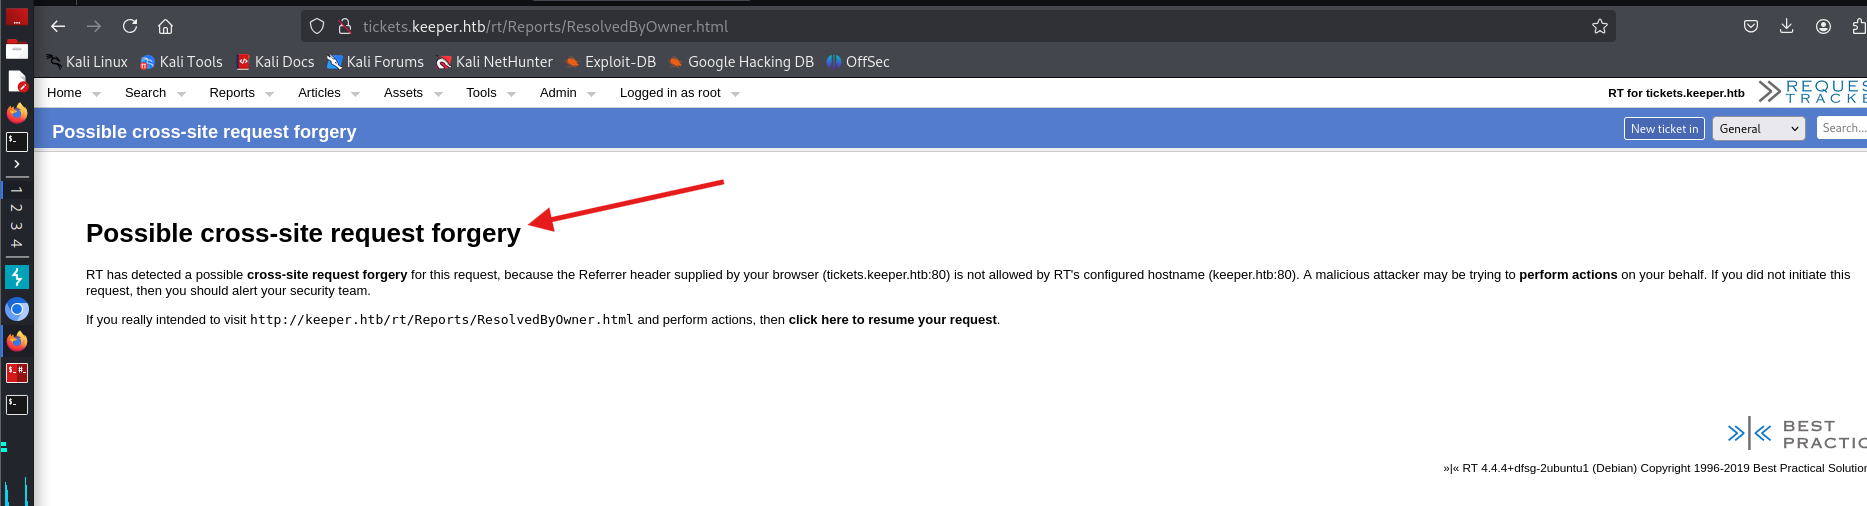 tickets.keeper.htb/rt/Reports/ResolvedByOwner.html
Kali Linux Kali Tools Kali Docs Kali Forums Kali NetHunter Exploit-DB Google Hacking DB OffSec
Home Search Reports Articles Assets Tools Admin Logged in as root RT for tickets.keeper.htb
Possible cross-site request forgery New ticket in General Search...
1
2
3
4
Possible cross-site request forgery
RT has detected a possible cross-site request forgery for this request, because the Referrer header supplied by your browser (tickets.keeper.htb:80) is not allowed by RT's configured hostname (keeper.htb:80). A malicious attacker may be trying to perform actions on your behalf. If you did not initiate this
request, then you should alert your security team.
If you really intended to visit http://keeper.htb/rt/Reports/ResolvedByOwner.html and perform actions, then click here to resume your request.
BEST
»|« RT 4.4.4+dfsg-2ubuntu1 (Debian) Copyright 1996-2019 Best Practical